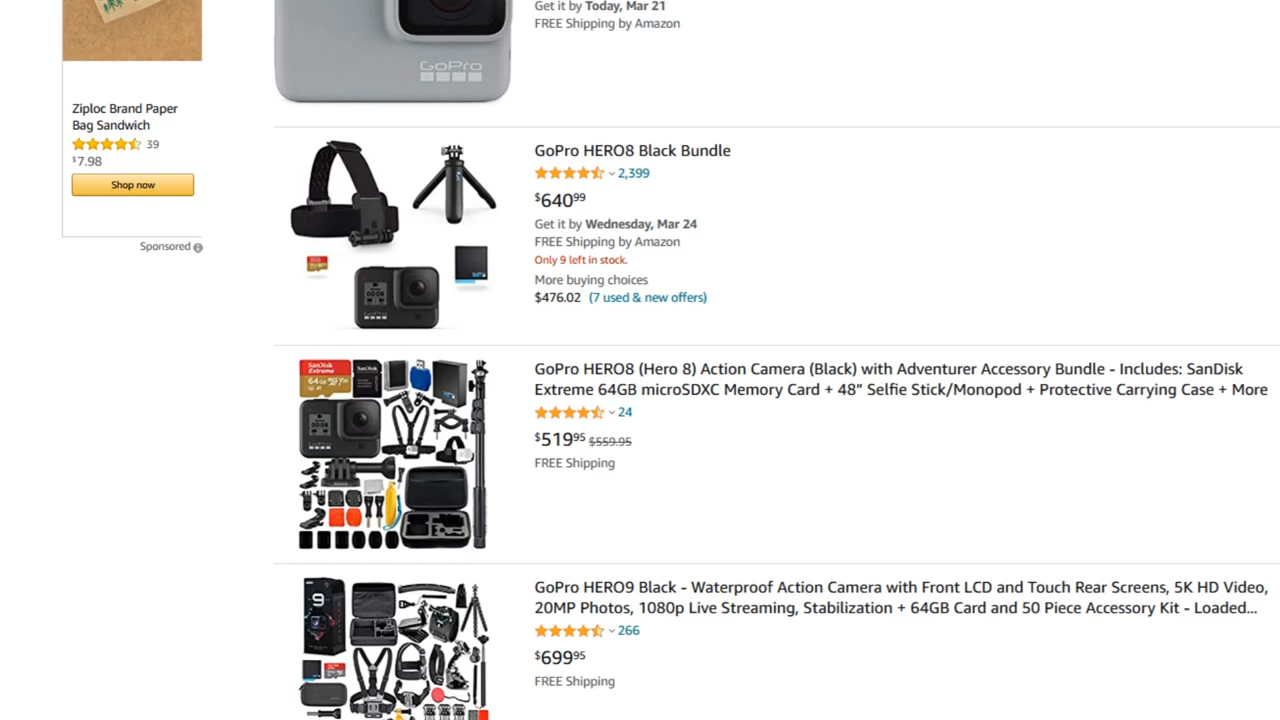 Get it by Today, Mar 21
FREE Shipping by Amazon
GoPro
Ziploc Brand Paper
Bag Sandwich
39
$7.98
Shop now
Sponsored
GoPro HERO8 Black Bundle
2,399
$640.99
Get it by Wednesday, Mar 24
FREE Shipping by Amazon
Only 9 left in stock.
More buying choices
$476.02 (7 used & new offers)
SanDisk
Extreme
64GB
GoPro HERO8 (Hero 8) Action Camera (Black) with Adventurer Accessory Bundle - Includes: SanDisk
Extreme 64GB microSDXC Memory Card + 48” Selfie Stick/Monopod + Protective Carrying Case + More
24
$519.95 $559.95
FREE Shipping
9
GoPro HERO9 Black - Waterproof Action Camera with Front LCD and Touch Rear Screens, 5K HD Video,
20MP Photos, 1080p Live Streaming, Stabilization + 64GB Card and 50 Piece Accessory Kit - Loaded...
266
$699.95
FREE Shipping